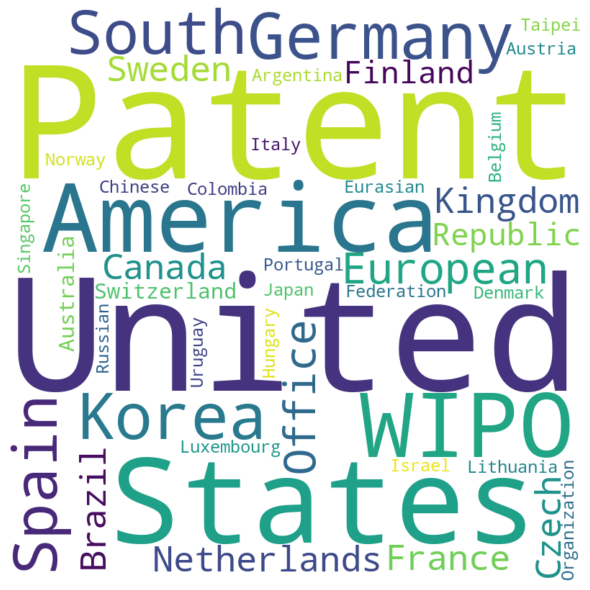 South
Germany
Taipei
Austria
Sweden
Argentina
Finland
Patent
Belgium
Italy
Norway
Chinese
Colombia
Eurasian
Singapore
America
Kingdom
Republic
Australia
Canada
Portugal
European
Switzerland
Japan
Federation
Denmark
United
Russian
Uruguay
Hungary
Office
Spain
Korea
WIPO
Luxembourg
Brazil
States
Israel
Lithuania
Czech
Organization
Netherlands
France